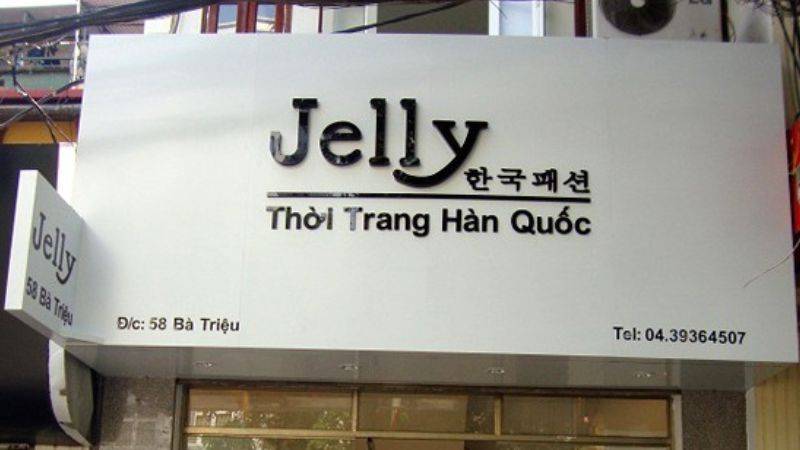 Jelly
한국패션
Thời Trang Hàn Quốc
Đ/c: 58 Bà Triệu
Tel: 04.39364507
Jelly
58 Bà Triệu